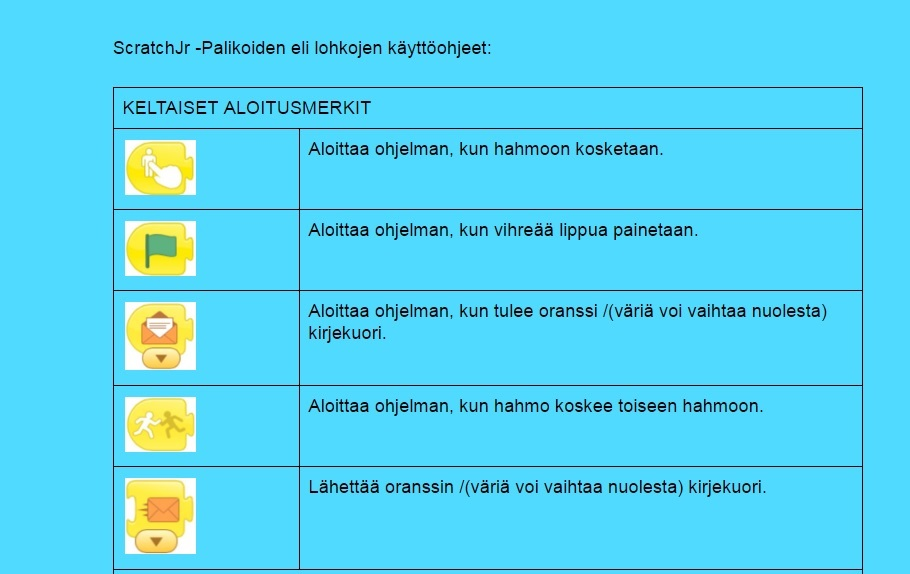 ScratchJr -Palikoiden eli lohkojen käyttöohjeet:
KELTAISET ALOITUSMERKIT
Aloittaa ohjelman, kun hahmoon kosketaan.
Aloittaa ohjelman, kun vihreää lippua painetaan.
Aloittaa ohjelman, kun tulee oranssi /(väriä voi vaihtaa nuolesta)
kirjekuori.
Aloittaa ohjelman, kun hahmo koskee toiseen hahmoon.
Lähettää oranssin /(väriä voi vaihtaa nuolesta) kirjekuori.